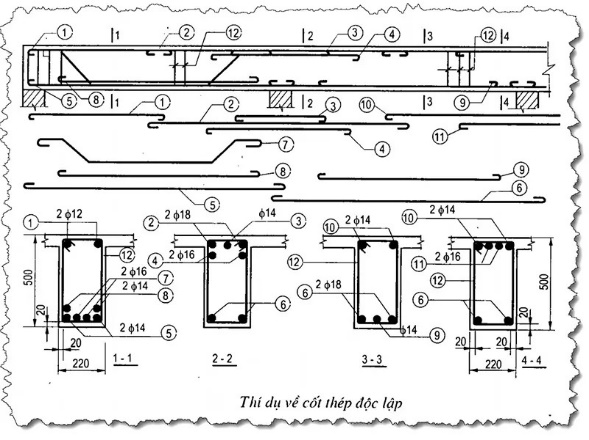 1 1 2 12 2 3 4 3 4 12
5 8 1 1 2 2 3 3 9 4 4
1 2 3 10
4 11
7
8 9
5 6
1 2 φ12 2 2 φ18 φ14 3 10 2 φ14 10 2 φ14
12 2 φ16 7 4 2 φ16 12 11 2 φ16
500 2 φ14 8 12 500
20 6 6 2 φ18 6 20
2 φ14 5 φ14 9
20 20 20
220 1 - 1 2 - 2 3 - 3 220 4 - 4
Thí dụ về cốt thép độc lập